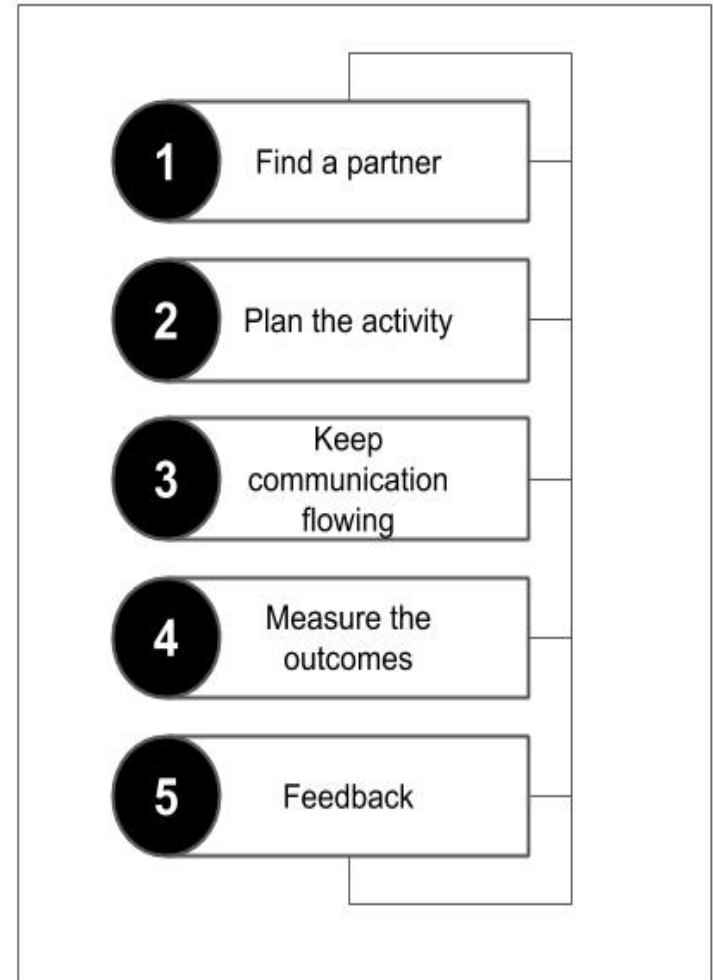 1 Find a partner
2 Plan the activity
3 Keep
communication
flowing
4 Measure the
outcomes
5 Feedback